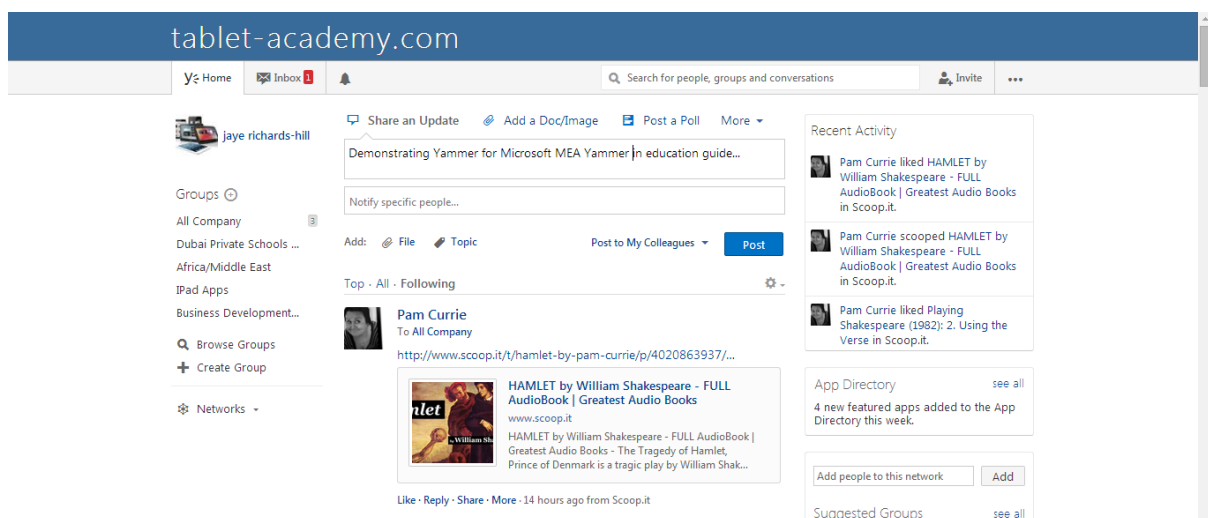 tablet-academy.com
Home
Inbox 1
Search for people, groups and conversations
Invite
jaye richards-hill
Groups
All Company 3
Dubai Private Schools ...
Africa/Middle East
IPad Apps
Business Development...
Browse Groups
Create Group
Networks
Share an Update Add a Doc/Image Post a Poll More
Demonstrating Yammer for Microsoft MEA Yammer in education guide...
Notify specific people...
Add: File Topic Post to My Colleagues Post
Top · All · Following
Pam Currie
To All Company
http://www.scoop.it/t/hamlet-by-pam-currie/p/4020863937/...
nlet
by William Sh
HAMLET by William Shakespeare - FULL
AudioBook | Greatest Audio Books
www.scoop.it
HAMLET by William Shakespeare - FULL AudioBook |
Greatest Audio Books - The Tragedy of Hamlet,
Prince of Denmark is a tragic play by William Shak...
Like · Reply · Share · More · 14 hours ago from Scoop.it
Recent Activity
Pam Currie liked HAMLET by
William Shakespeare - FULL
AudioBook | Greatest Audio Books
in Scoop.it.
Pam Currie scooped HAMLET by
William Shakespeare - FULL
AudioBook | Greatest Audio Books
in Scoop.it.
Pam Currie liked Playing
Shakespeare (1982): 2. Using the
Verse in Scoop.it.
App Directory see all
4 new featured apps added to the App
Directory this week.
Add people to this network Add
Suggested Groups see all